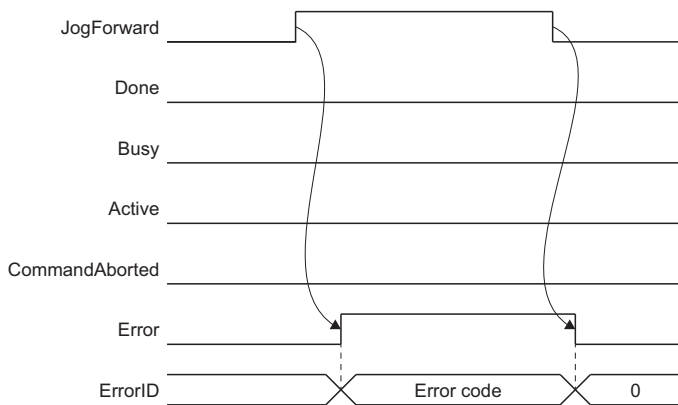 JogForward
Done
Busy
Active
CommandAborted
Error
ErrorID Error code 0